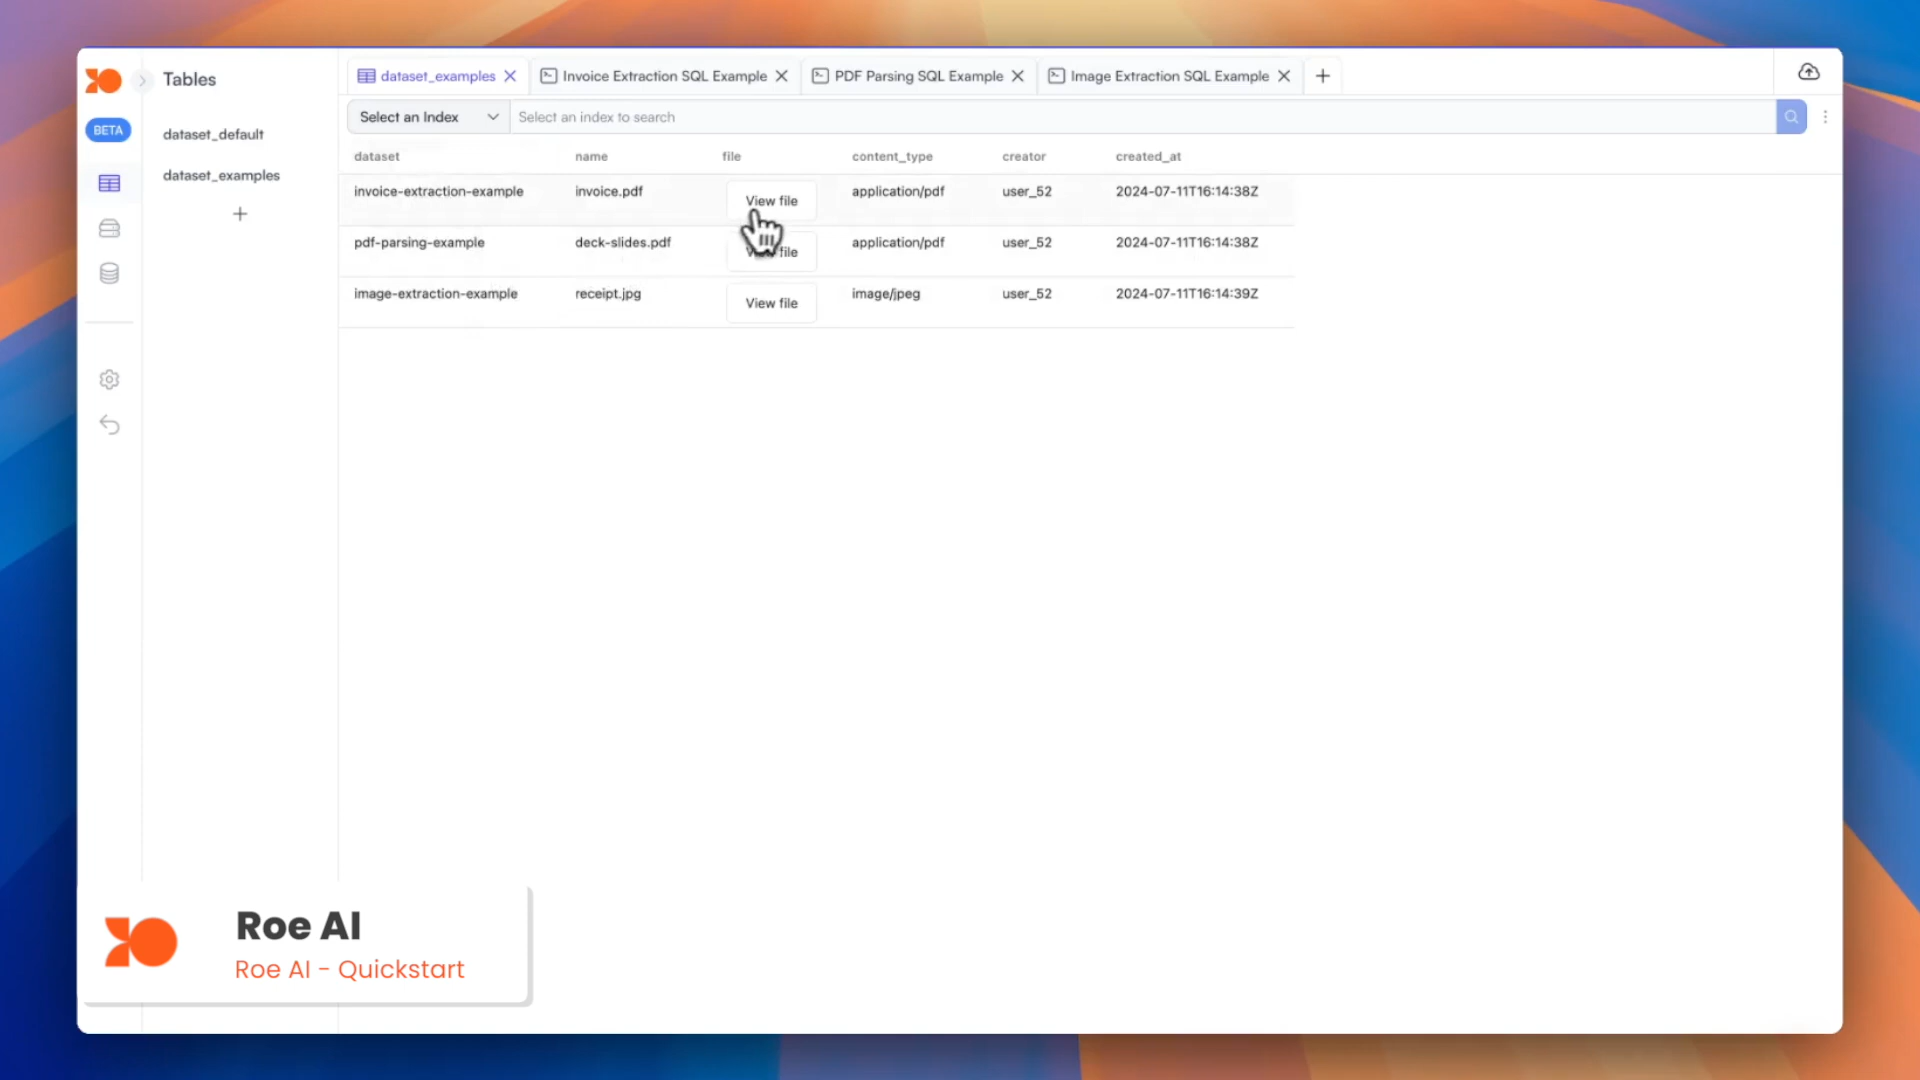 Tables
BETA
dataset_default
dataset_examples
dataset_examples
Invoice Extraction SQL Example
PDF Parsing SQL Example
Image Extraction SQL Example
Select an Index
Select an index to search
dataset name file content_type creator created_at
invoice-extraction-example invoice.pdf View file application/pdf user_52 2024-07-11T16:14:38Z
pdf-parsing-example deck-slides.pdf file application/pdf user_52 2024-07-11T16:14:38Z
image-extraction-example receipt.jpg View file image/jpeg user_52 2024-07-11T16:14:39Z
Roe AI
Roe AI - Quickstart